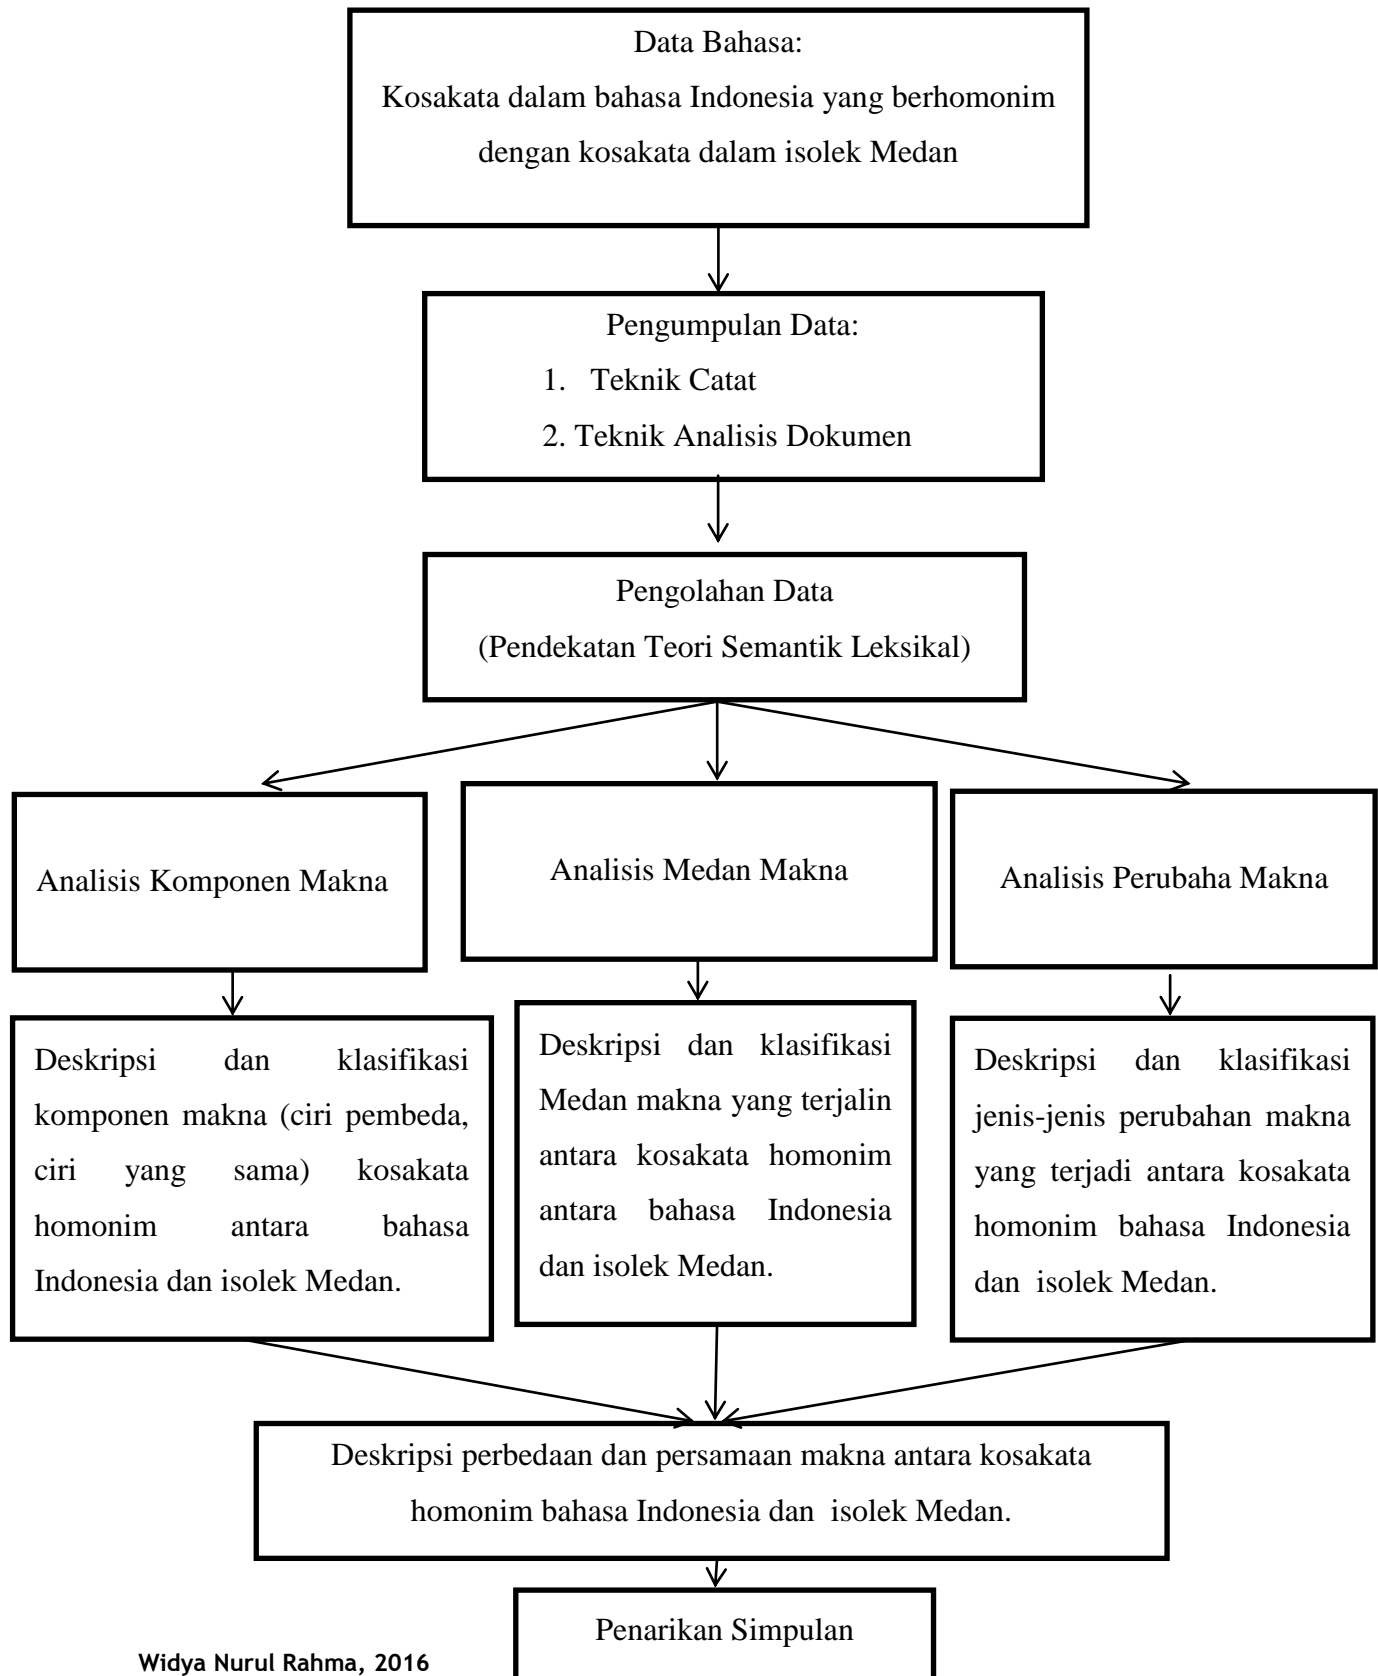 Data Bahasa:
Kosakata dalam bahasa Indonesia yang berhomonim
dengan kosakata dalam isolek Medan
Pengumpulan Data:
1. Teknik Catat
2. Teknik Analisis Dokumen
Pengolahan Data
(Pendekatan Teori Semantik Leksikal)
Analisis Komponen Makna
Analisis Medan Makna
Analisis Perubaha Makna
Deskripsi dan klasifikasi
komponen makna (ciri pembeda,
ciri yang sama) kosakata
homonim antara bahasa
Indonesia dan isolek Medan.
Deskripsi dan klasifikasi
Medan makna yang terjalin
antara kosakata homonim
antara bahasa Indonesia
dan isolek Medan.
Deskripsi dan klasifikasi
jenis-jenis perubahan makna
yang terjadi antara kosakata
homonim bahasa Indonesia
dan isolek Medan.
Deskripsi perbedaan dan persamaan makna antara kosakata
homonim bahasa Indonesia dan isolek Medan.
Penarikan Simpulan
Widya Nurul Rahma, 2016